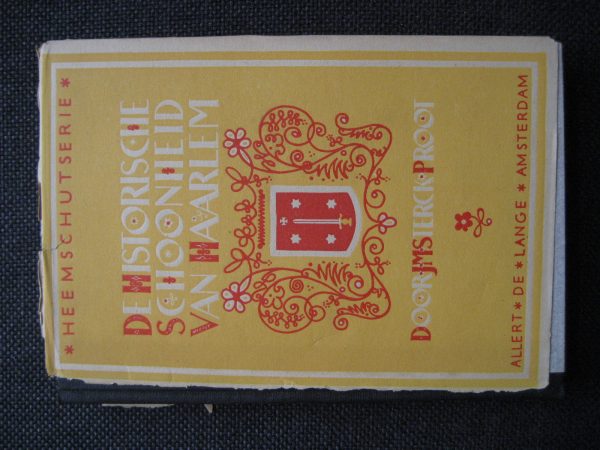 * HEEMSCHUTSERIE *
DE HISTORISCHE
SCHOONHEID
VAN HAARLEM
DOOR J.M. STERCK-PROOT
ALLERT * DE * LANGE * AMSTERDAM